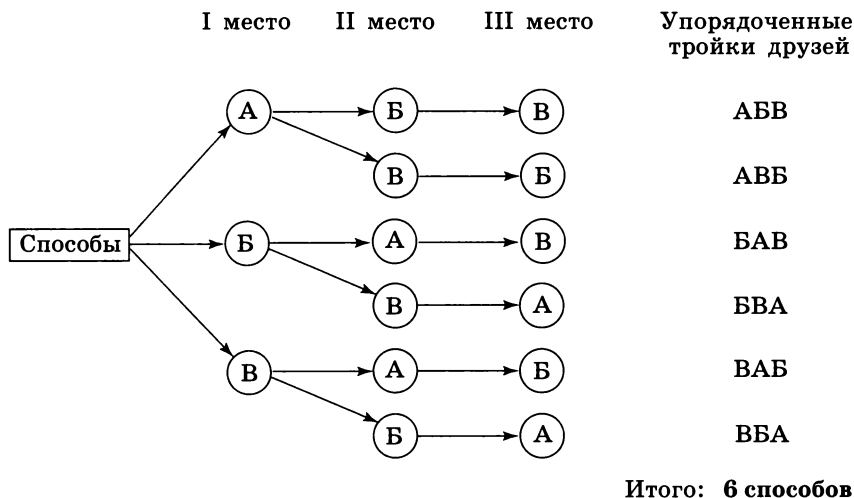 I место II место III место Упорядоченные
тройки друзей
А Б В АБВ
В Б АВБ
Способы Б А В БАВ
В А БВА
В А Б ВАБ
Б А ВБА
Итого: 6 способов